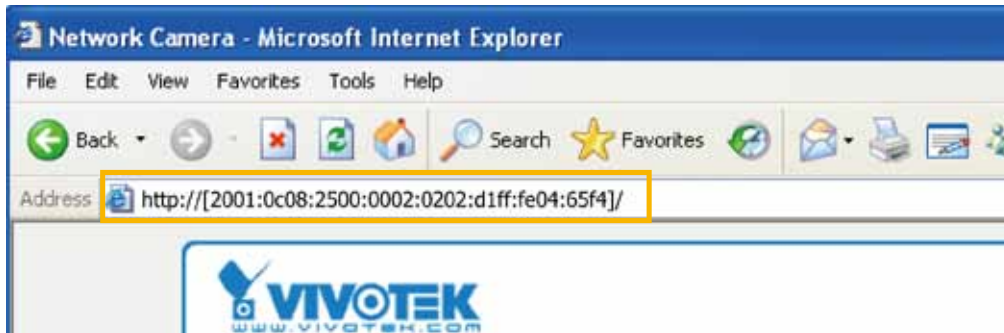 Network Camera - Microsoft Internet Explorer
File Edit View Favorites Tools Help
Back Search Favorites
Address http://[2001:0c08:2500:0002:0202:d1ff:fe04:65f4]/
VIVOTEK
WWW.VIVOTEK.COM